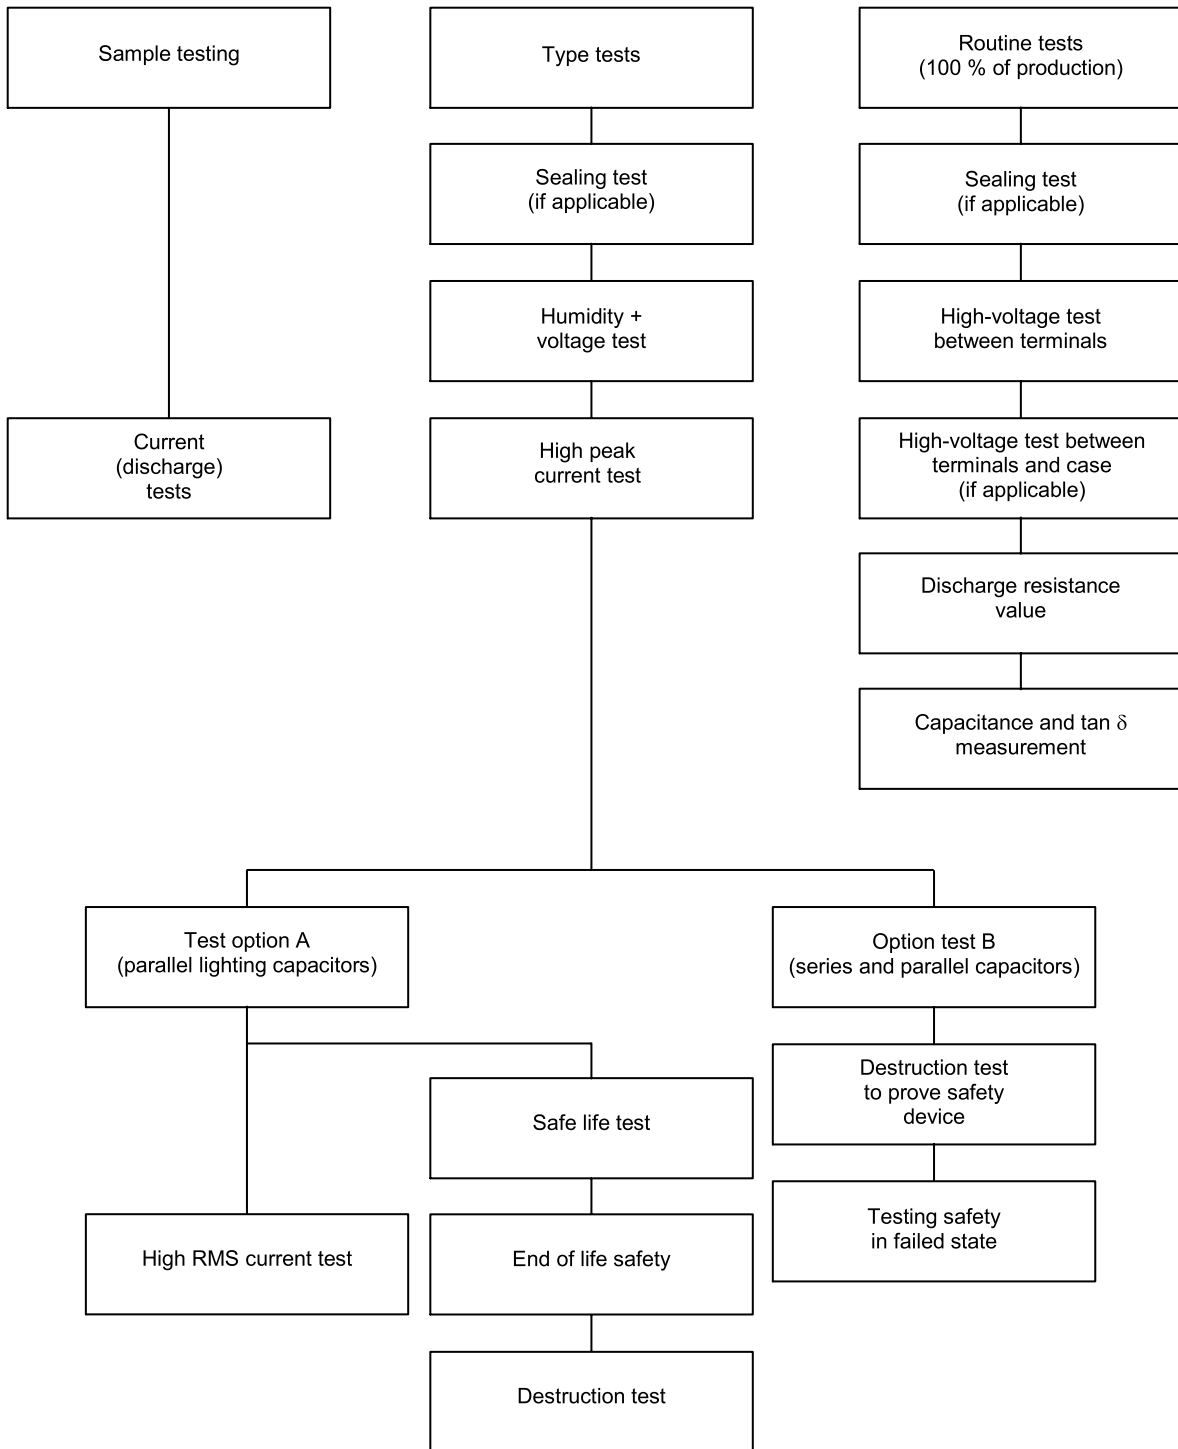 Sample testing
Type tests
Routine tests
(100 % of production)
Sealing test
(if applicable)
Sealing test
(if applicable)
Humidity +
voltage test
High-voltage test
between terminals
Current
(discharge)
tests
High peak
current test
High-voltage test between
terminals and case
(if applicable)
Discharge resistance
value
Capacitance and tan δ
measurement
Test option A
(parallel lighting capacitors)
Option test B
(series and parallel capacitors)
Safe life test
Destruction test
to prove safety
device
High RMS current test
End of life safety
Testing safety
in failed state
Destruction test